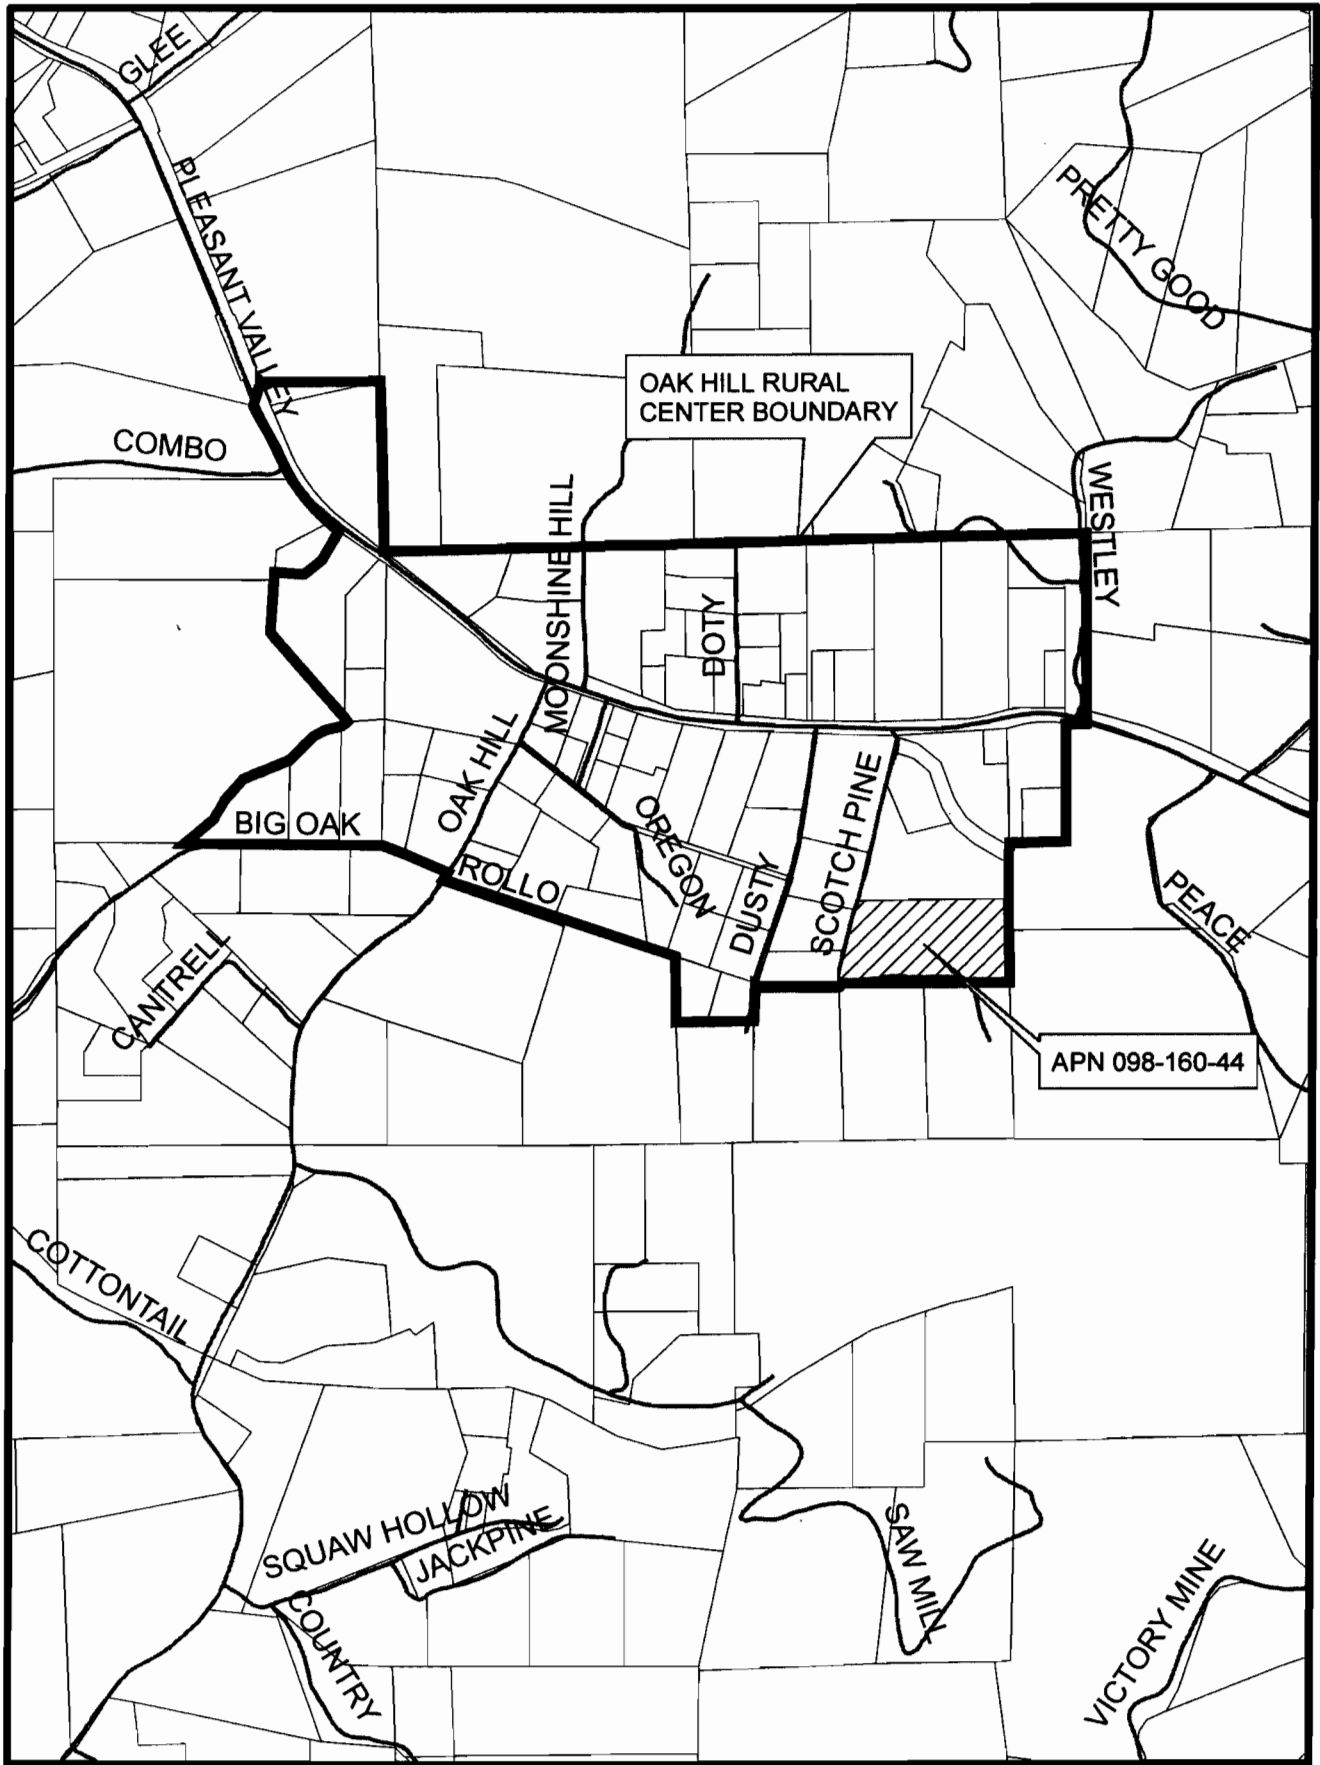 GLEE
PLEASANT VALLEY
PRETTY GOOD
OAK HILL RURAL
CENTER BOUNDARY
COMBO
MOONSHINE HILL
WESTLEY
DOTY
OAK HILL
BIG OAK
ROLLO
OREGON
DUSTY
SCOTCH PINE
PEACE
CANTRELL
APN 098-160-44
COTTONTAIL
SQUAW HOLLOW
JACKPINE
SAW MILL
COUNTRY
VICTORY MINE